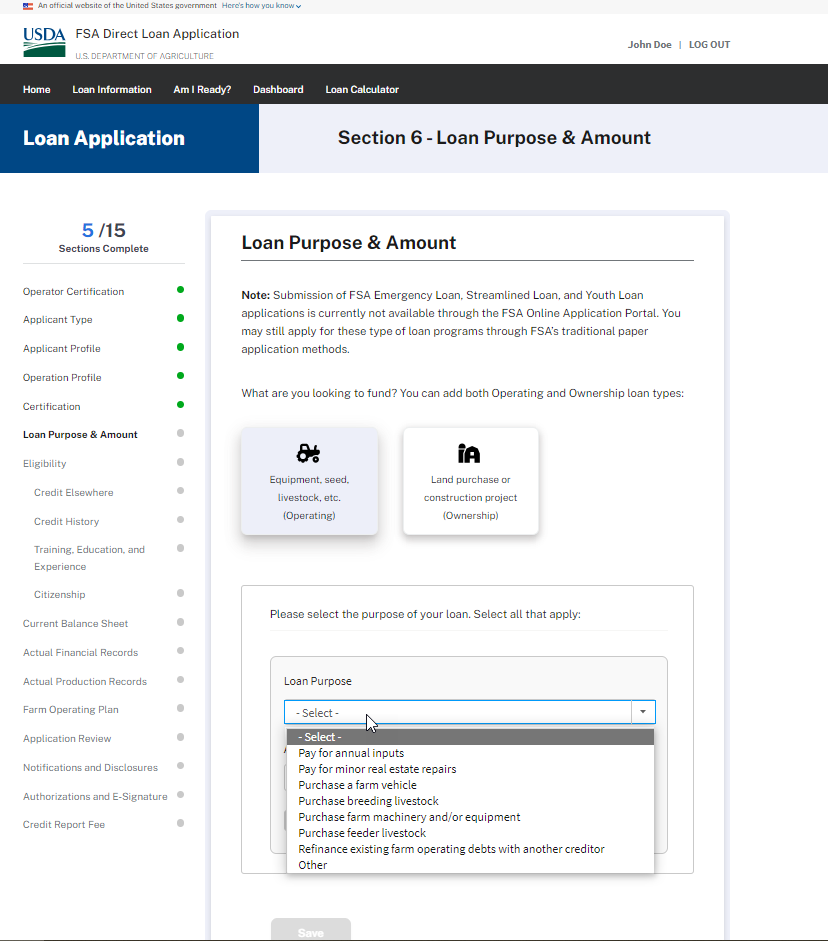 An official website of the United States government Here's how you know
USDA
FSA Direct Loan Application
U.S. DEPARTMENT OF AGRICULTURE
John Doe | LOG OUT
Home Loan Information Am I Ready? Dashboard Loan Calculator
Loan Application
Section 6 - Loan Purpose & Amount
5 /15
Sections Complete
Operator Certification
Applicant Type
Applicant Profile
Operation Profile
Certification
Loan Purpose & Amount
Eligibility
Credit Elsewhere
Credit History
Training, Education, and
Experience
Citizenship
Current Balance Sheet
Actual Financial Records
Actual Production Records
Farm Operating Plan
Application Review
Notifications and Disclosures
Authorizations and E-Signature
Credit Report Fee
Loan Purpose & Amount
Note: Submission of FSA Emergency Loan, Streamlined Loan, and Youth Loan
applications is currently not available through the FSA Online Application Portal. You
may still apply for these type of loan programs through FSA's traditional paper
application methods.
What are you looking to fund? You can add both Operating and Ownership loan types:
Equipment, seed,
livestock, etc.
(Operating)
Land purchase or
construction project
(Ownership)
Please select the purpose of your loan. Select all that apply:
Loan Purpose
- Select -
- Select -
Pay for annual inputs
Pay for minor real estate repairs
Purchase a farm vehicle
Purchase breeding livestock
Purchase farm machinery and/or equipment
Purchase feeder livestock
Refinance existing farm operating debts with another creditor
Other
Save